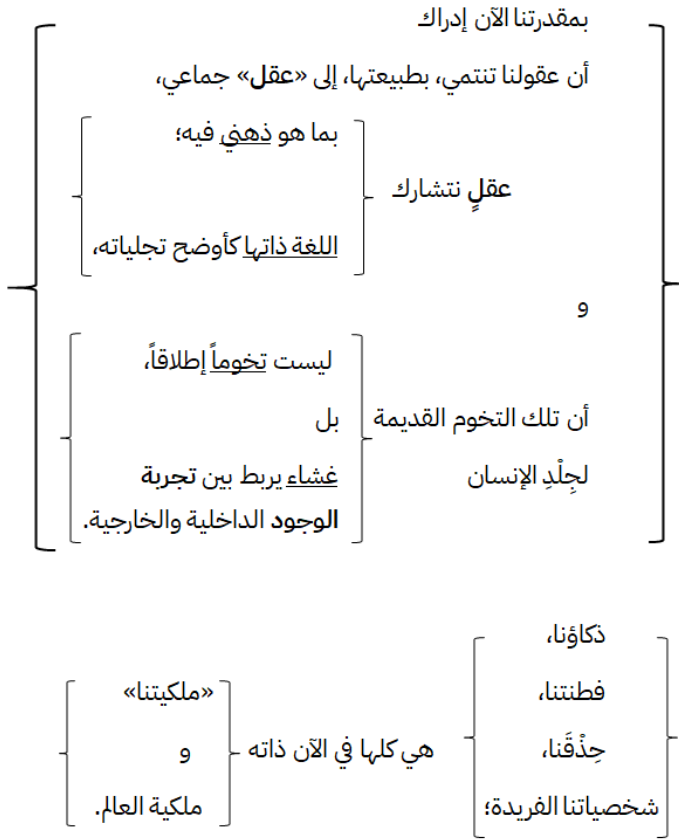 بمقدرتنا الآن إدراك
أن عقولنا تنتمي، بطبيعتها، إلى «عقل» جماعي،
عقلٍ نتشارك
بما هو ذهني فيه؛
اللغة ذاتها كأوضح تجلياته،
و
أن تلك التخوم القديمة
لجِلْدِ الإنسان
ليست تخوماً إطلاقاً،
بل
غشاء يربط بين تجربة
الوجود الداخلية والخارجية.
ذكاؤنا،
فطنتنا،
حِذْقَنا،
شخصياتنا الفريدة؛
هي كلها في الآن ذاته
«ملكيتنا»
و
ملكية العالم.